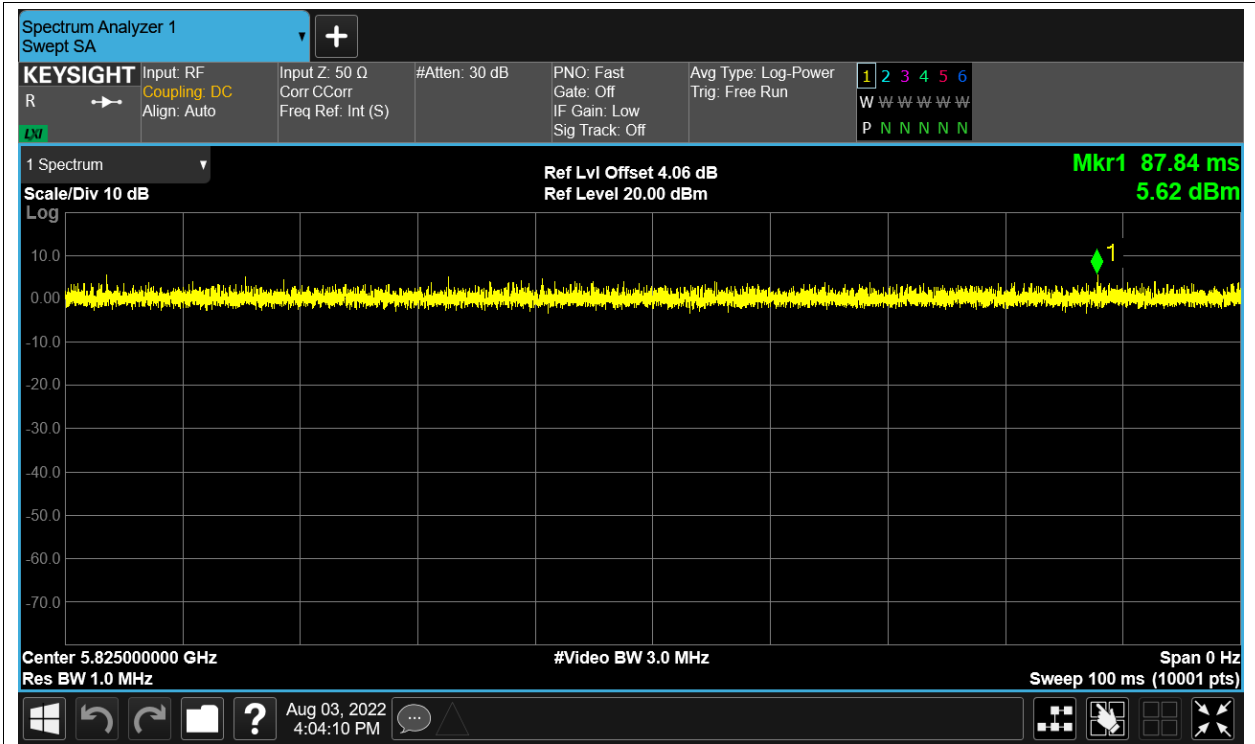 Spectrum Analyzer 1
Swept SA
KEYSIGHT
R
LXI
Input: RF
Coupling: DC
Align: Auto
Input Z: 50 Ω
Corr CCorr
Freq Ref: Int (S)
#Atten: 30 dB
PNO: Fast
Gate: Off
IF Gain: Low
Sig Track: Off
Avg Type: Log-Power
Trig: Free Run
1 2 3 4 5 6
W W W W W W
P N N N N N
1 Spectrum
Scale/Div 10 dB
Log
Ref Lvl Offset 4.06 dB
Ref Level 20.00 dBm
Mkr1 87.84 ms
5.62 dBm
1
10.0
0.00
-10.0
-20.0
-30.0
-40.0
-50.0
-60.0
-70.0
Center 5.825000000 GHz
Res BW 1.0 MHz
#Video BW 3.0 MHz
Span 0 Hz
Sweep 100 ms (10001 pts)
?
Aug 03, 2022
4:04:10 PM